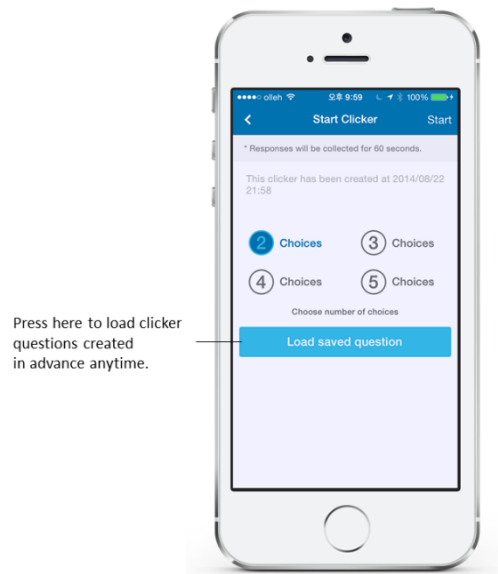 olleh 오후 9:59 100%
Start Clicker Start
* Responses will be collected for 60 seconds.
This clicker has been created at 2014/08/22
21:58
2 Choices 3 Choices
4 Choices 5 Choices
Choose number of choices
Load saved question
Press here to load clicker
questions created
in advance anytime.